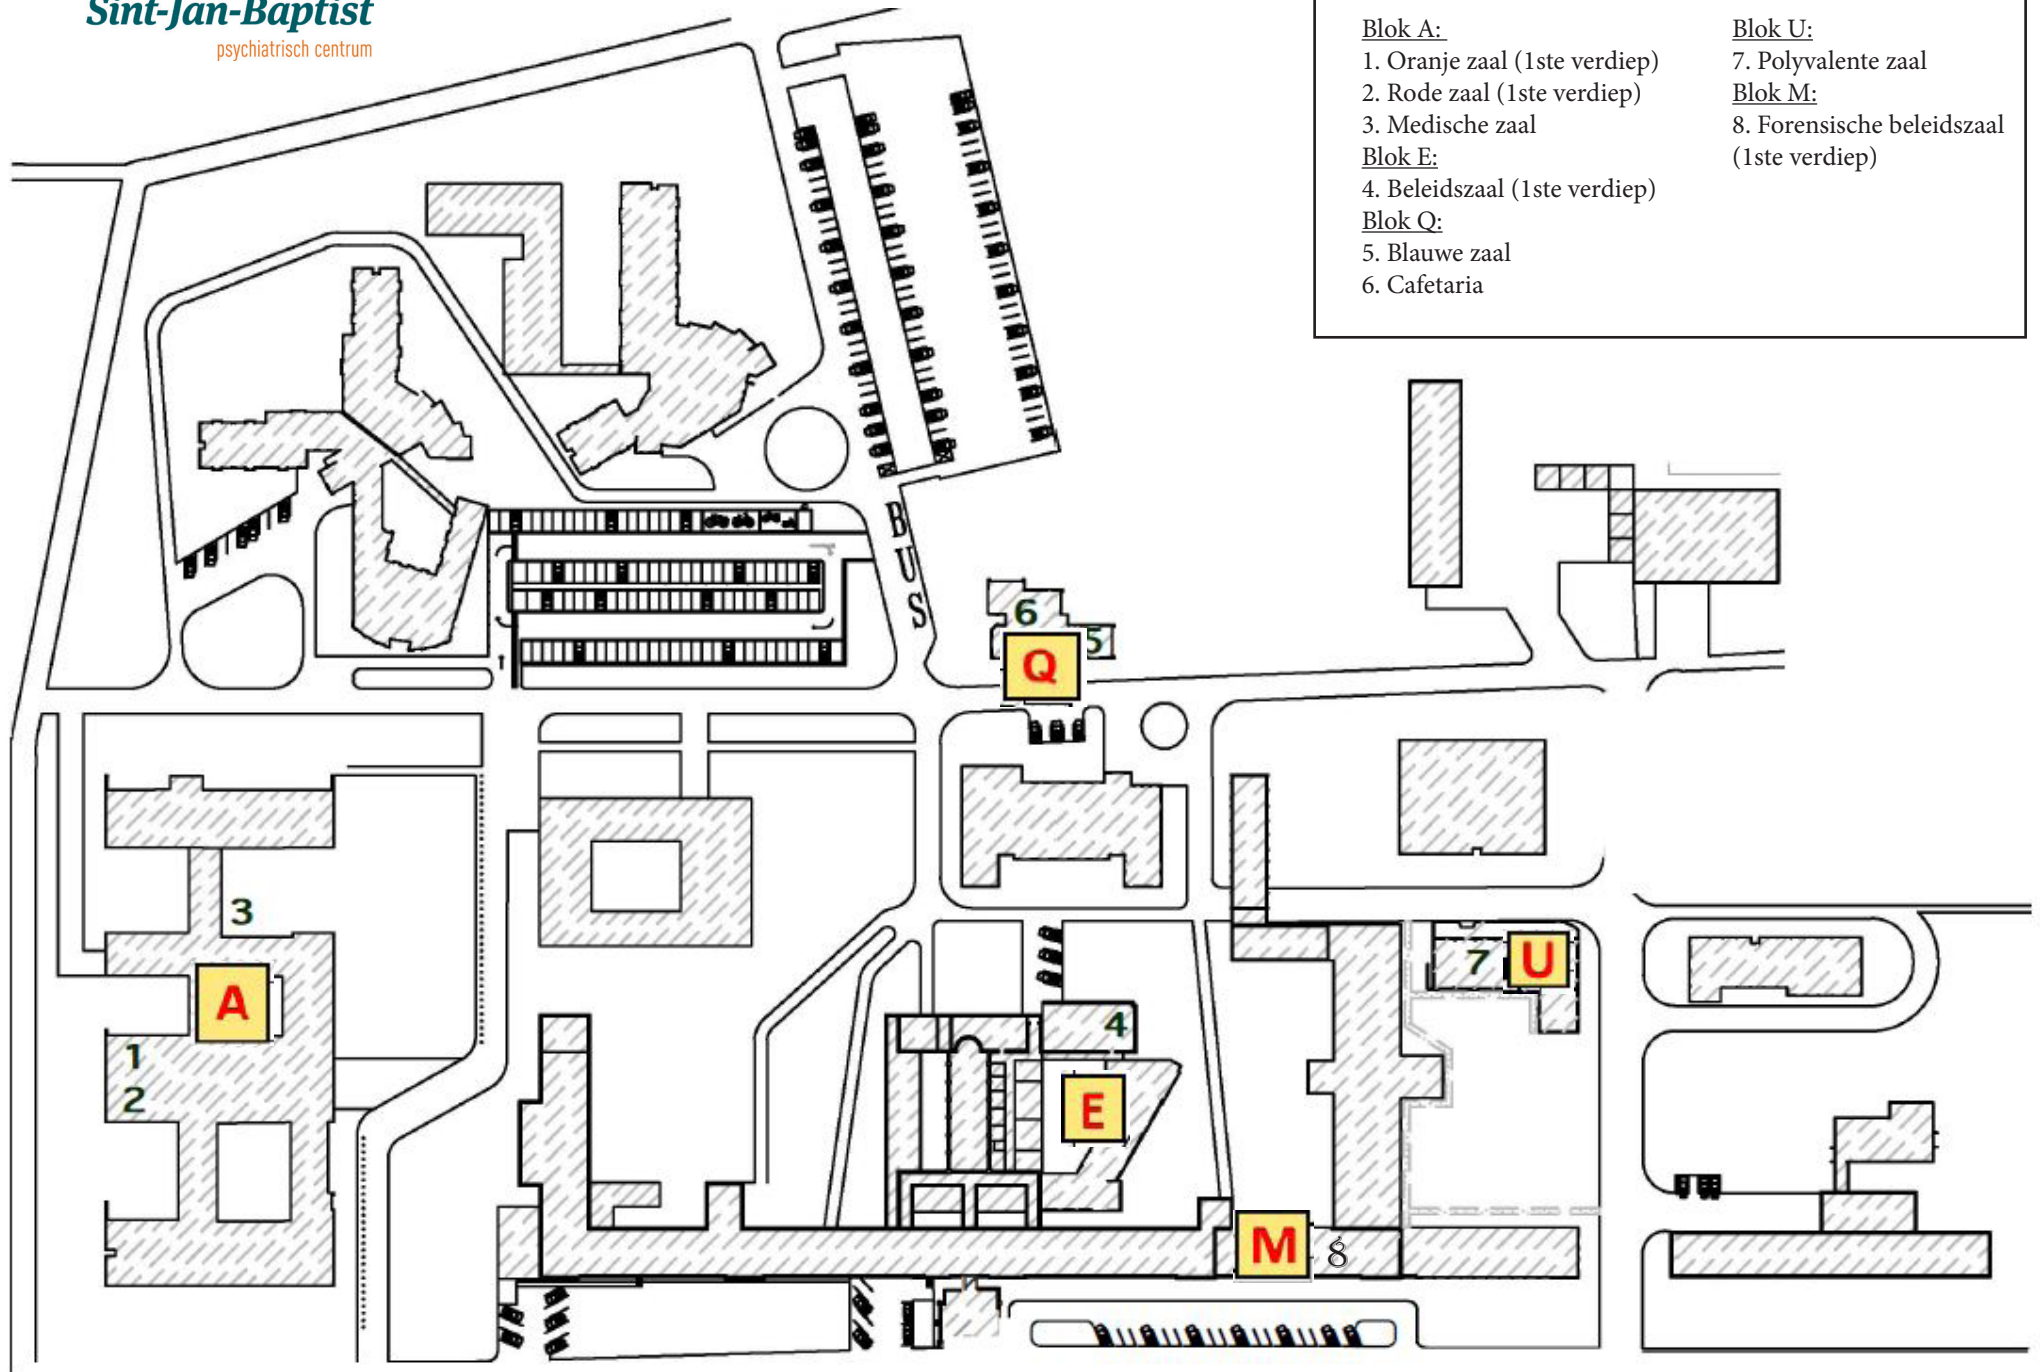 Sint-Jan-Baptist
psychiatrisch centrum
Blok A:
1. Oranje zaal (1ste verdiep)
2. Rode zaal (1ste verdiep)
3. Medische zaal
Blok E:
4. Beleidszaal (1ste verdiep)
Blok Q:
5. Blauwe zaal
6. Cafetaria
Blok U:
7. Polyvalente zaal
Blok M:
8. Forensische beleidszaal
(1ste verdiep)
BUS
6
5
Q
3
A
1
2
7
U
4
E
M
8